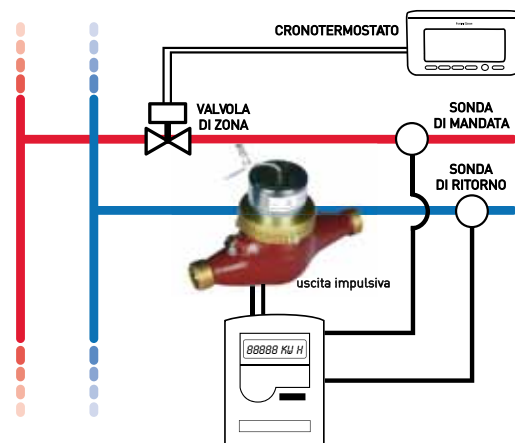 CRONOTERMOSTATO
VALVOLA
DI ZONA
SONDA
DI MANDATA
SONDA
DI RITORNO
uscita impulsiva
88888 KW H